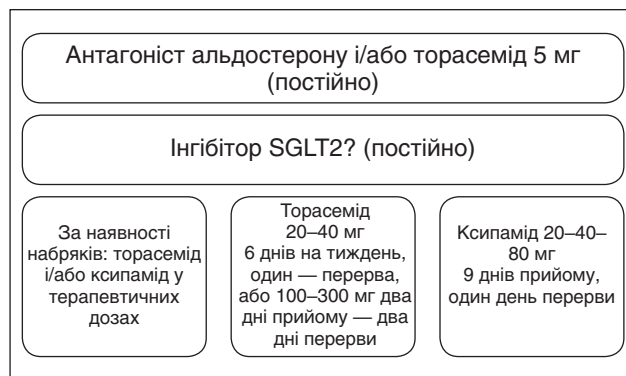 Антагоніст альдостерону і/або торасемід 5 мг
(постійно)
Інгібітор SGLT2? (постійно)
За наявності
набряків: торасемід
і/або ксипамід у
терапевтичних
дозах
Торасемід
20–40 мг
6 днів на тиждень,
один — перерва,
або 100–300 мг два
дні прийому — два
дні перерви
Ксипамід 20–40–
80 мг
9 днів прийому,
один день перерви